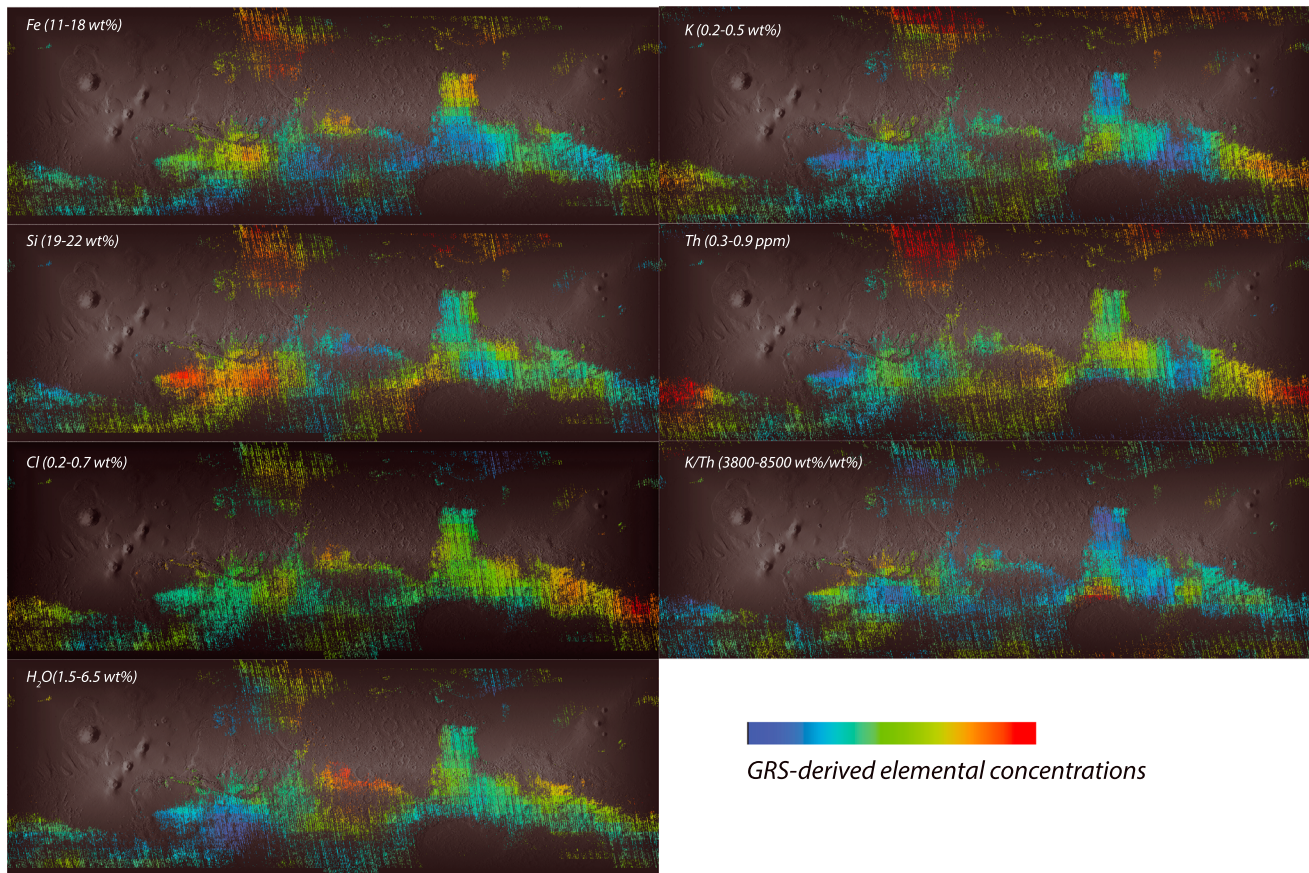 Fe (11-18 wt%)
K (0.2-0.5 wt%)
Si (19-22 wt%)
Th (0.3-0.9 ppm)
Cl (0.2-0.7 wt%)
K/Th (3800-8500 wt%/wt%)
H₂O(1.5-6.5 wt%)
GRS-derived elemental concentrations